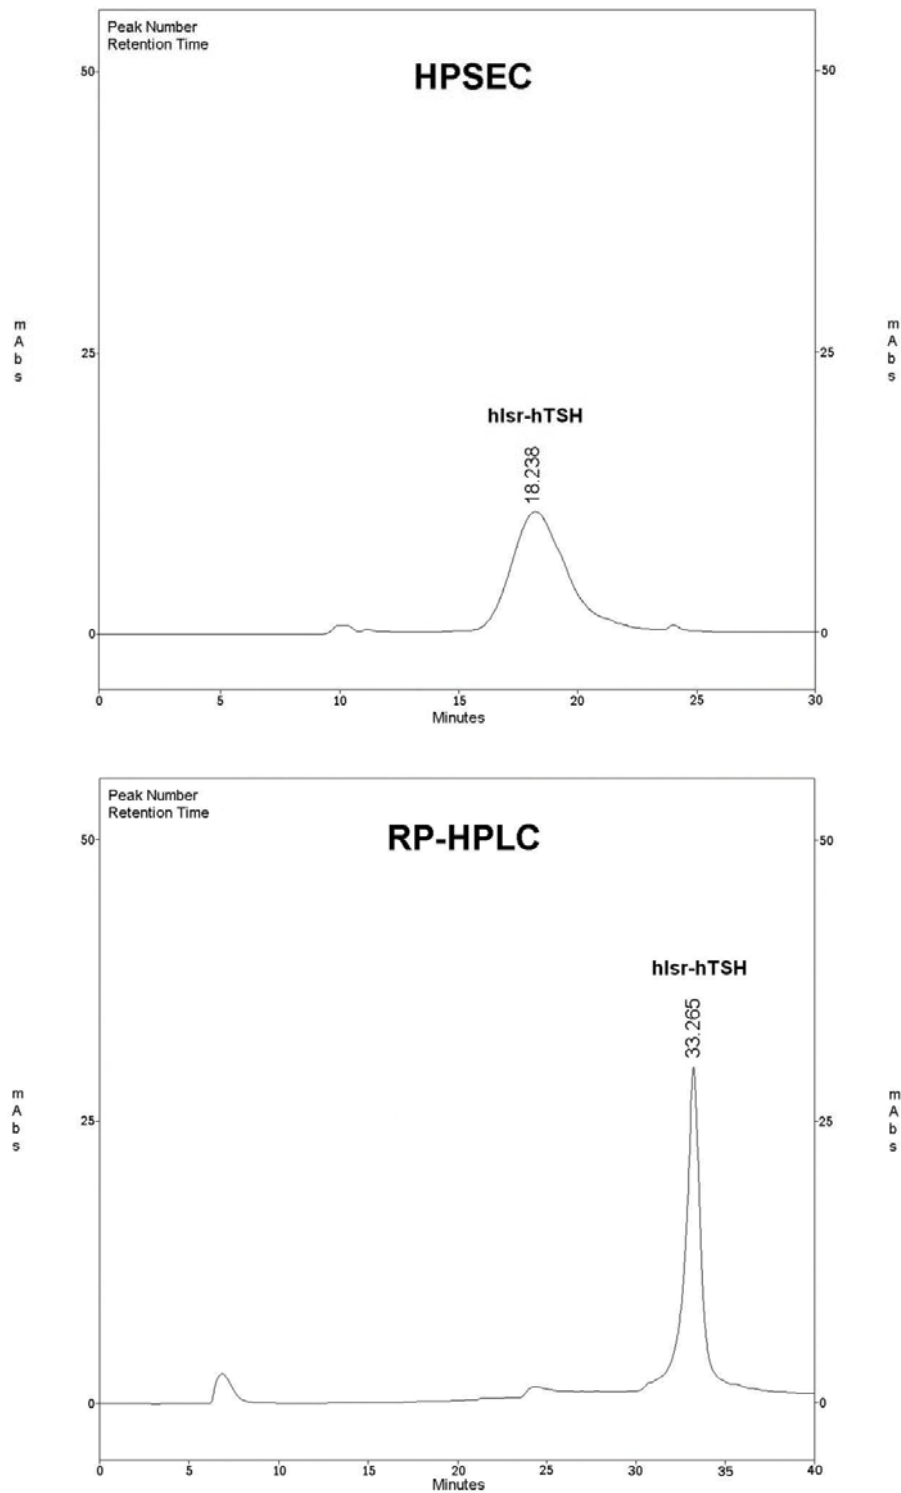 Peak Number
Retention Time
HPSEC
50
50
m
A
b
s
25
25
m
A
b
s
hlsr-hTSH
18.238
0
0
0 5 10 15 20 25 30
Minutes
Peak Number
Retention Time
RP-HPLC
50
50
hlsr-hTSH
33.265
m
A
b
s
25
25
m
A
b
s
0
0
0 5 10 15 20 25 30 35 40
Minutes